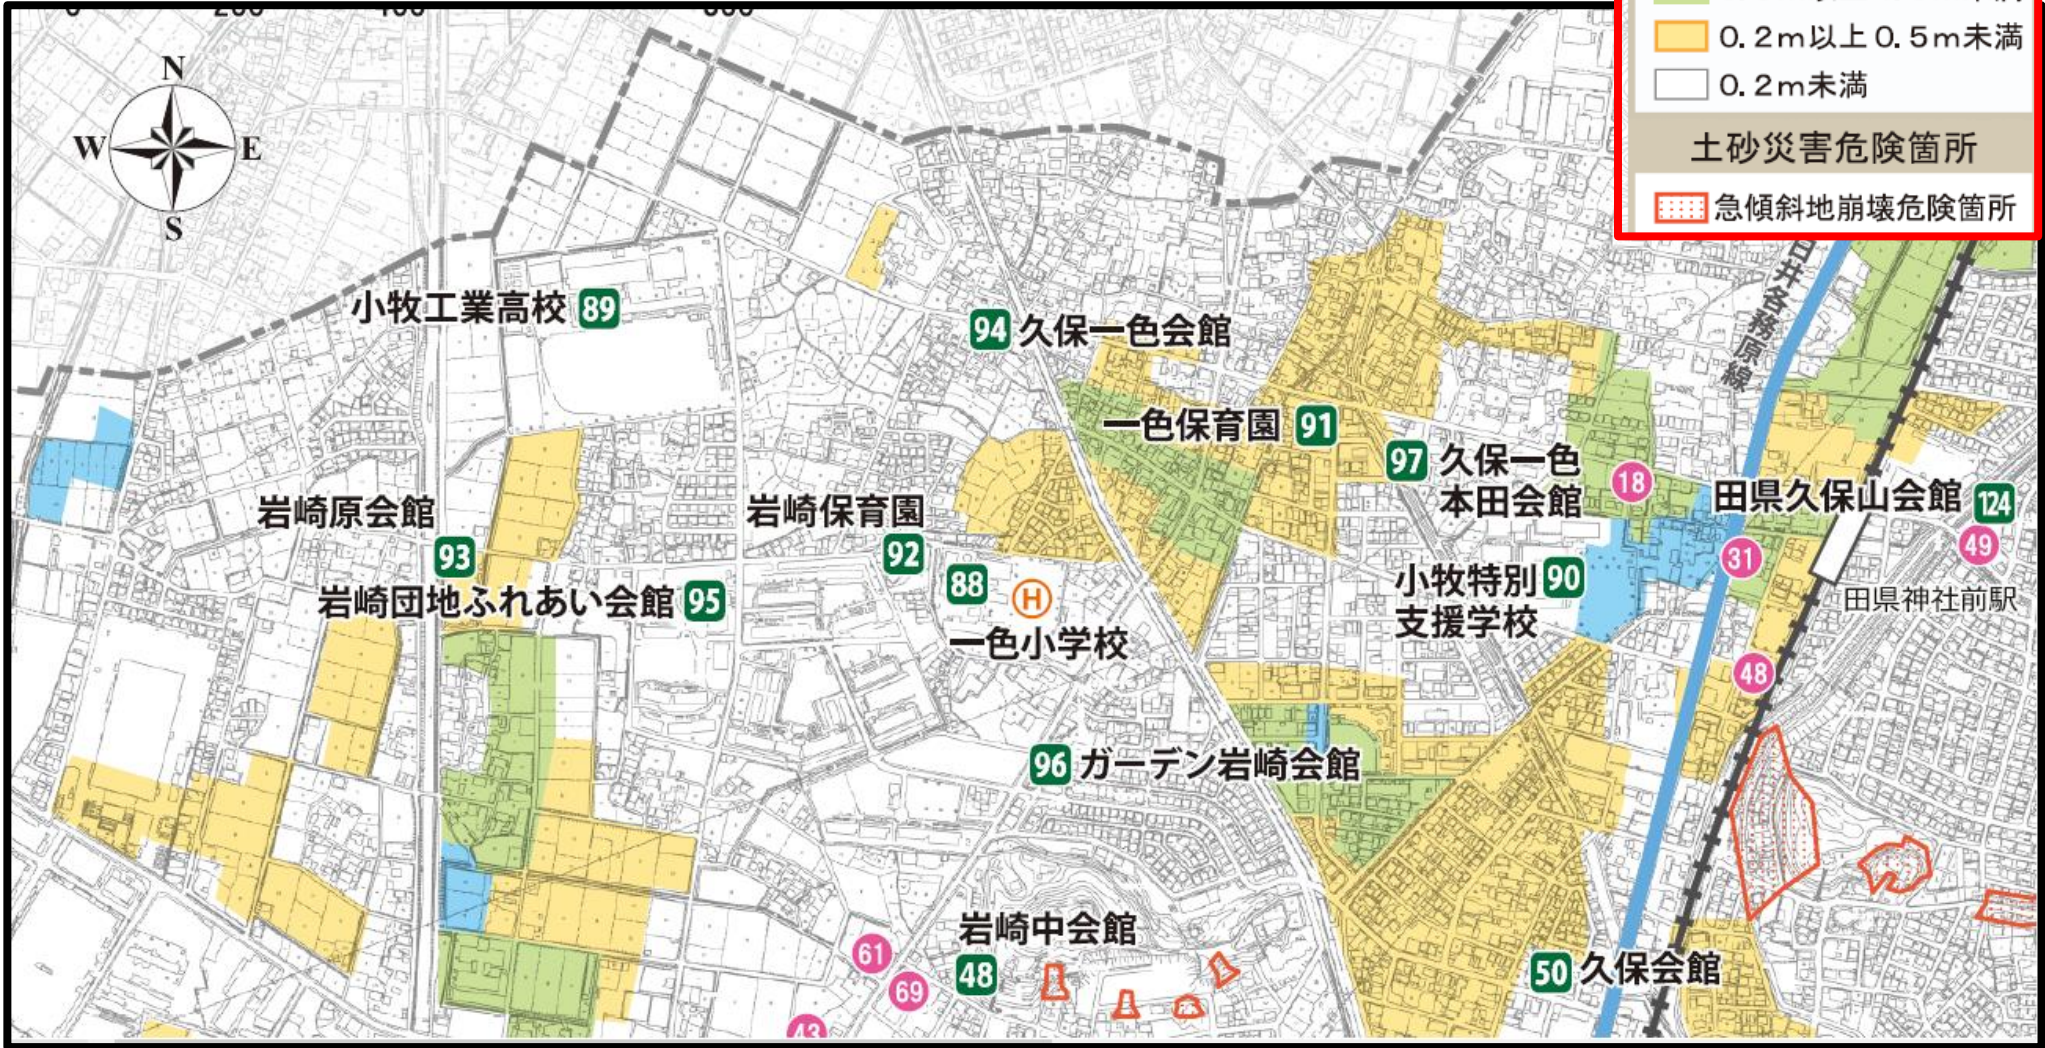 0.2m以上0.5m未満
0.2m未満
土砂災害危険箇所
急傾斜地崩壊危険箇所
N
W
E
S
小牧工業高校 89
94 久保一色会館
一色保育園 91
97 久保一色
本田会館
18
田県久保山会館 124
49
31
田県神社前駅
48
小牧特別 90
支援学校
岩崎原会館
93
岩崎保育園
92
88
H
一色小学校
岩崎団地ふれあい会館 95
96 ガーデン岩崎会館
岩崎中会館
48
61
69
43
50 久保会館